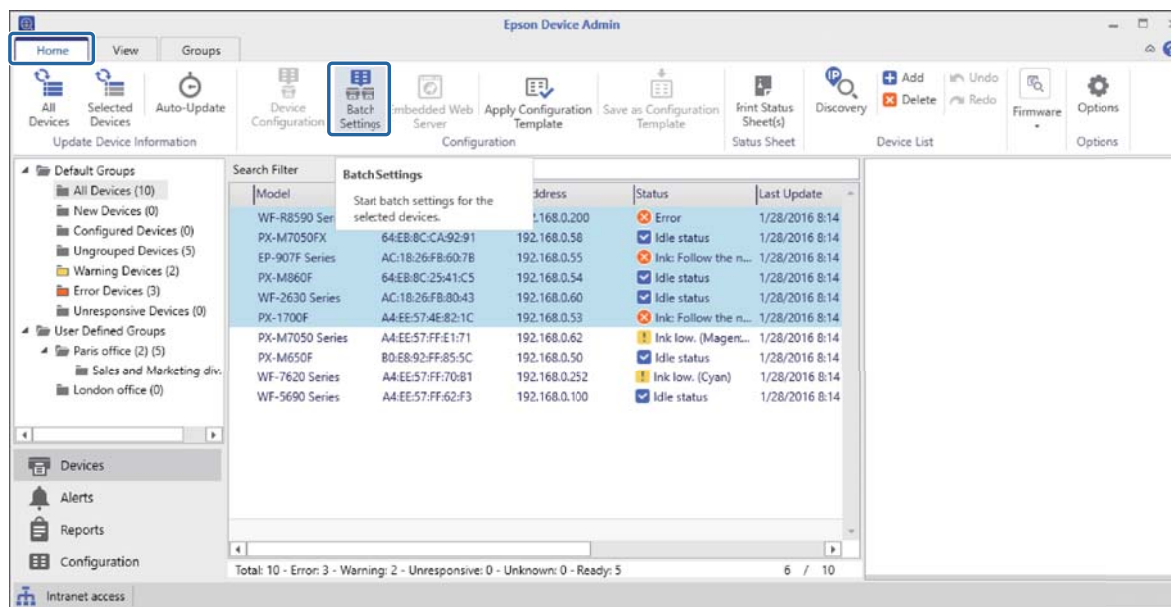 Epson Device Admin
Home View Groups
All Devices
Selected Devices
Auto-Update
Update Device Information
Device Configuration
Batch Settings
Embedded Web Server
Apply Configuration Template
Save as Configuration Template
Configuration
Print Status Sheet(s)
Status Sheet
Discovery
Add
Delete
Undo
Redo
Device List
Firmware
Options
Options
Default Groups
All Devices (10)
New Devices (0)
Configured Devices (0)
Ungrouped Devices (5)
Warning Devices (2)
Error Devices (3)
Unresponsive Devices (0)
User Defined Groups
Paris office (2) (5)
Sales and Marketing div.
London office (0)
Devices
Alerts
Reports
Configuration
Search Filter
Batch Settings
Start batch settings for the
selected devices.
Model ddress Status Last Update
WF-R8590 Ser 2.168.0.200 Error 1/28/2016 8:14
PX-M7050FX 64:EB:8C:CA:92:91 192.168.0.58 Idle status 1/28/2016 8:14
EP-907F Series AC:18:26:FB:60:7B 192.168.0.55 Ink: Follow the n... 1/28/2016 8:14
PX-M860F 64:EB:8C:25:41:C5 192.168.0.54 Idle status 1/28/2016 8:14
WF-2630 Series AC:18:26:FB:80:43 192.168.0.60 Idle status 1/28/2016 8:14
PX-1700F A4:EE:57:4E:82:1C 192.168.0.53 Ink: Follow the n... 1/28/2016 8:14
PX-M7050 Series A4:EE:57:FF:E1:71 192.168.0.62 Ink low. (Magen:... 1/28/2016 8:14
PX-M650F B0:E8:92:FF:85:5C 192.168.0.50 Idle status 1/28/2016 8:14
WF-7620 Series A4:EE:57:FF:70:B1 192.168.0.252 Ink low. (Cyan) 1/28/2016 8:14
WF-5690 Series A4:EE:57:FF:62:F3 192.168.0.100 Idle status 1/28/2016 8:14
Total: 10 - Error: 3 - Warning: 2 - Unresponsive: 0 - Unknown: 0 - Ready: 5 6 / 10
Intranet access